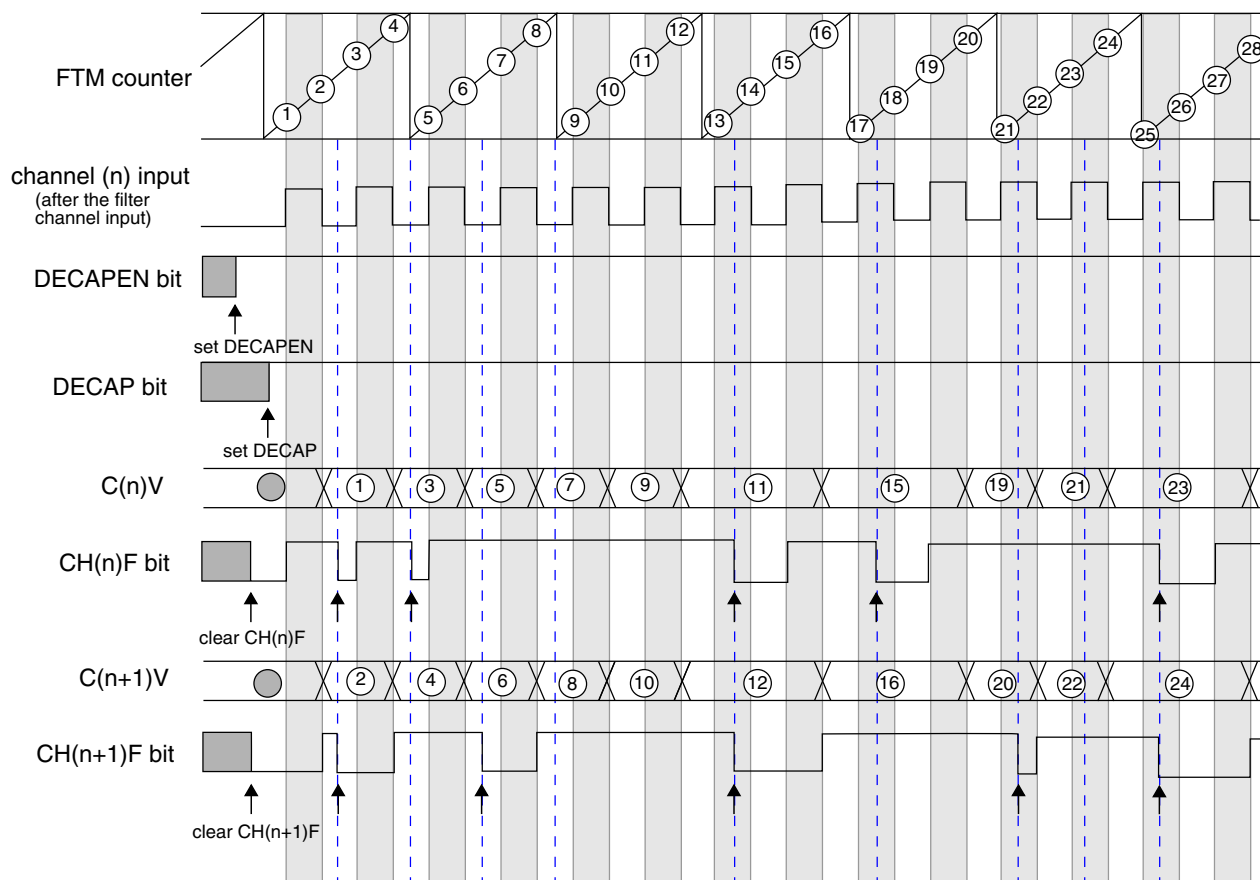 FTM counter
1 2 3 4 5 6 7 8 9 10 11 12 13 14 15 16 17 18 19 20 21 22 23 24 25 26 27 28
channel (n) input
(after the filter
channel input)
DECAPEN bit
set DECAPEN
DECAP bit
set DECAP
C(n)V
1 3 5 7 9 11 15 19 21 23
CH(n)F bit
clear CH(n)F
C(n+1)V
2 4 6 8 10 12 16 20 22 24
CH(n+1)F bit
clear CH(n+1)F